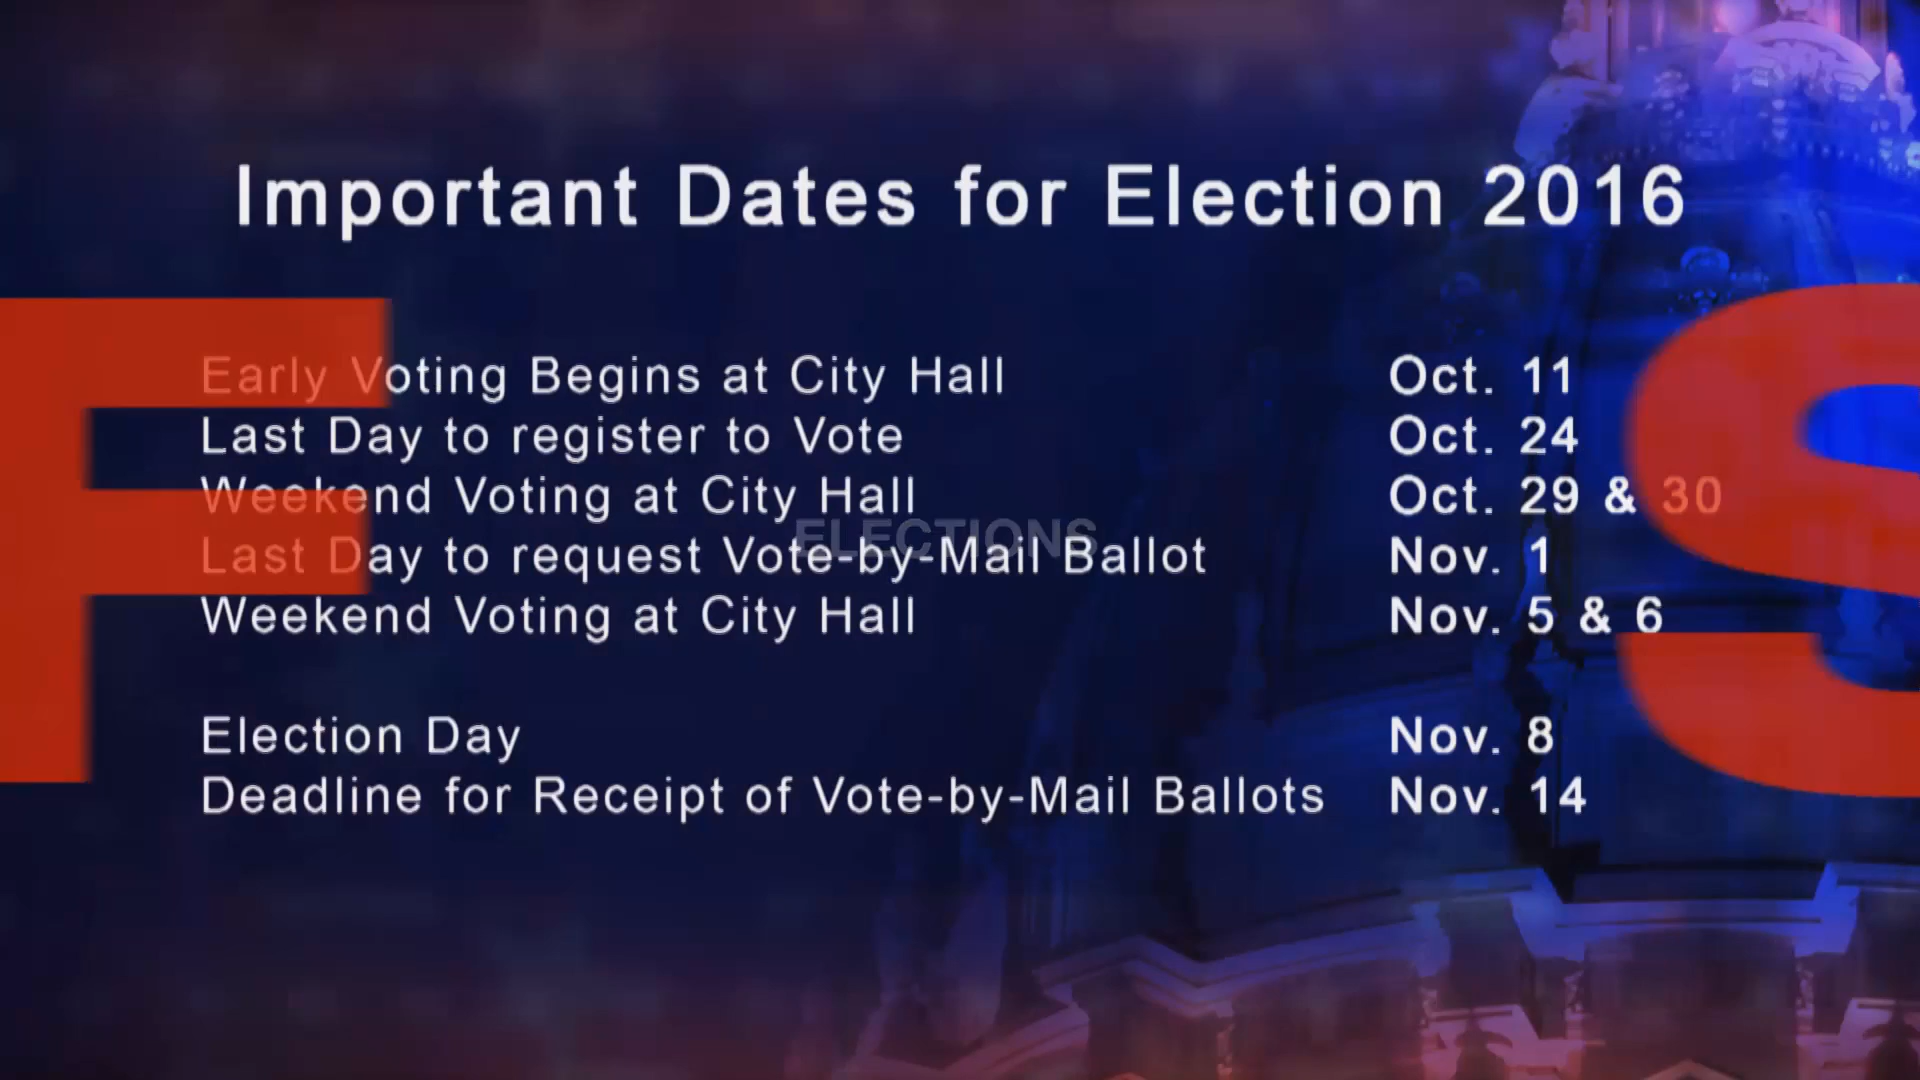 Important Dates for Election 2016
Early Voting Begins at City Hall Oct. 11
Last Day to register to Vote Oct. 24
Weekend Voting at City Hall Oct. 29 & 30
ELECTIONS
Last Day to request Vote-by-Mail Ballot Nov. 1
Weekend Voting at City Hall Nov. 5 & 6
Election Day Nov. 8
Deadline for Receipt of Vote-by-Mail Ballots Nov. 14
F S